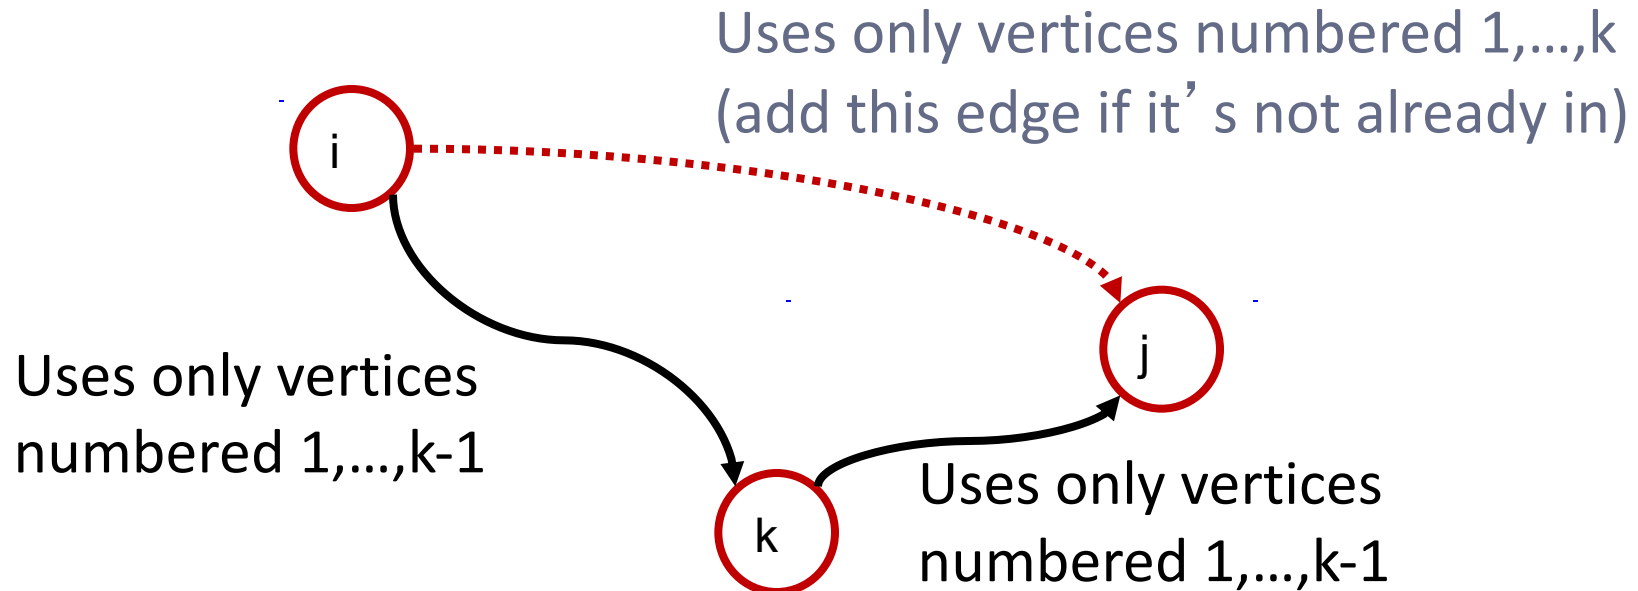 Uses only vertices numbered 1,...,k
(add this edge if it’s not already in)
i
j
Uses only vertices
numbered 1,...,k-1
Uses only vertices
numbered 1,...,k-1
k